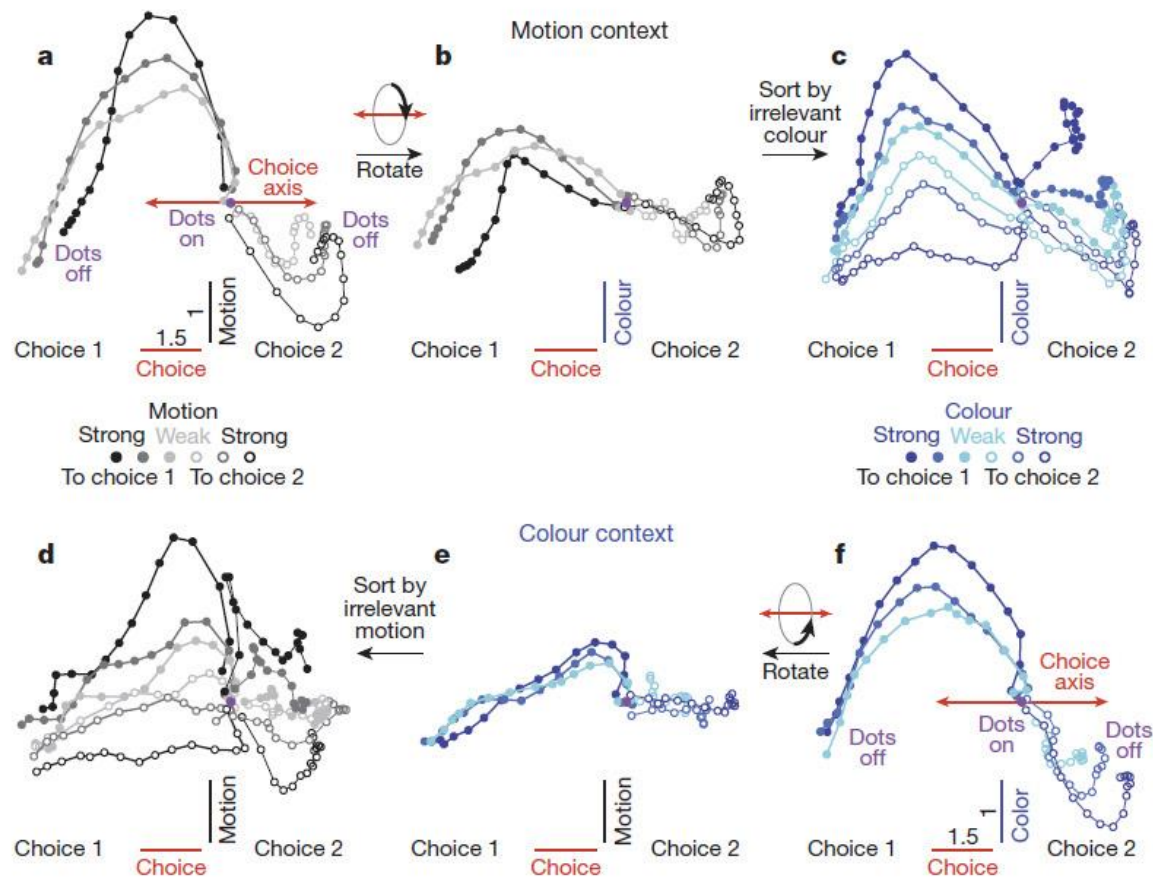 Motion context
a
b
c
Rotate
Sort by
irrelevant
colour
Choice
axis
Dots
on
Dots
off
Dots
off
Motion
1
1.5
Choice 1
Choice 2
Choice
Colour
Choice 1
Choice 2
Choice
Colour
Choice 1
Choice 2
Choice
Motion
Strong Weak Strong
To choice 1 To choice 2
Colour
Strong Weak Strong
To choice 1 To choice 2
Colour context
d
e
f
Sort by
irrelevant
motion
Rotate
Choice
axis
Dots
off
Dots
on
Dots
off
Motion
Choice 1
Choice 2
Choice
Motion
Choice 1
Choice 2
Choice
Color
1
1.5
Choice 1
Choice 2
Choice